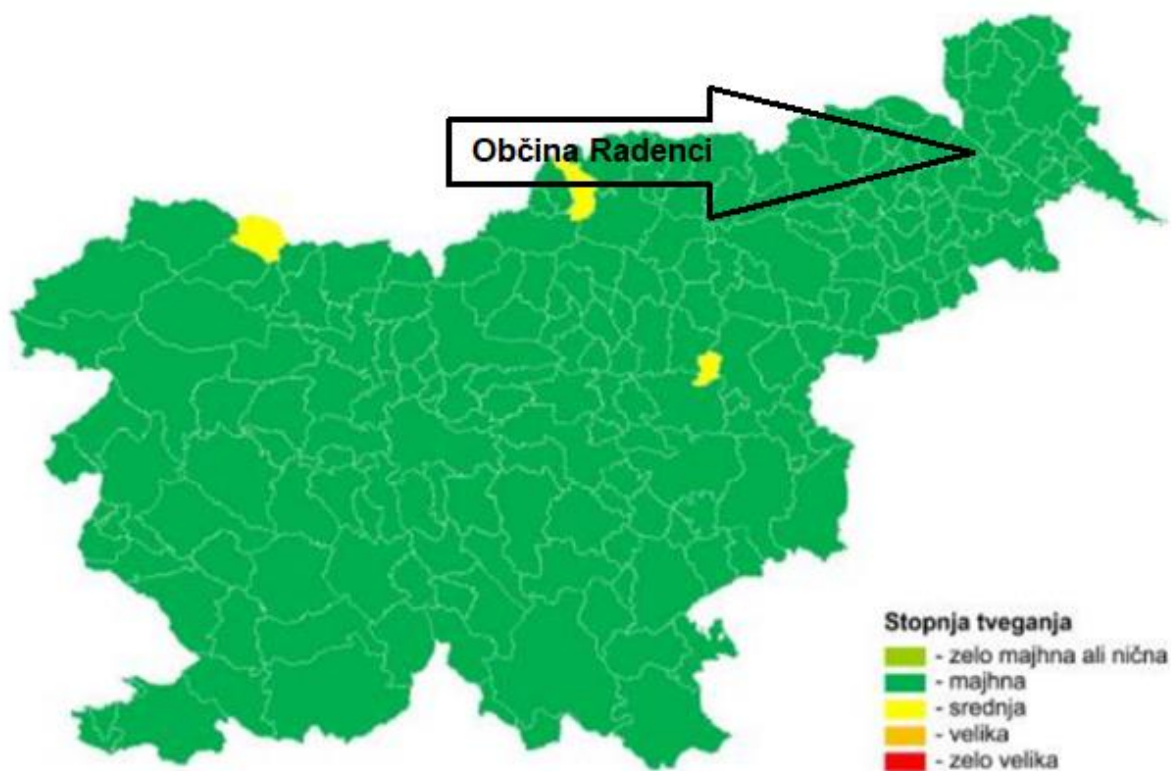 Občina Radenci
Stopnja tveganja
- zelo majhna ali nična
- majhna
- srednja
- velika
- zelo velika